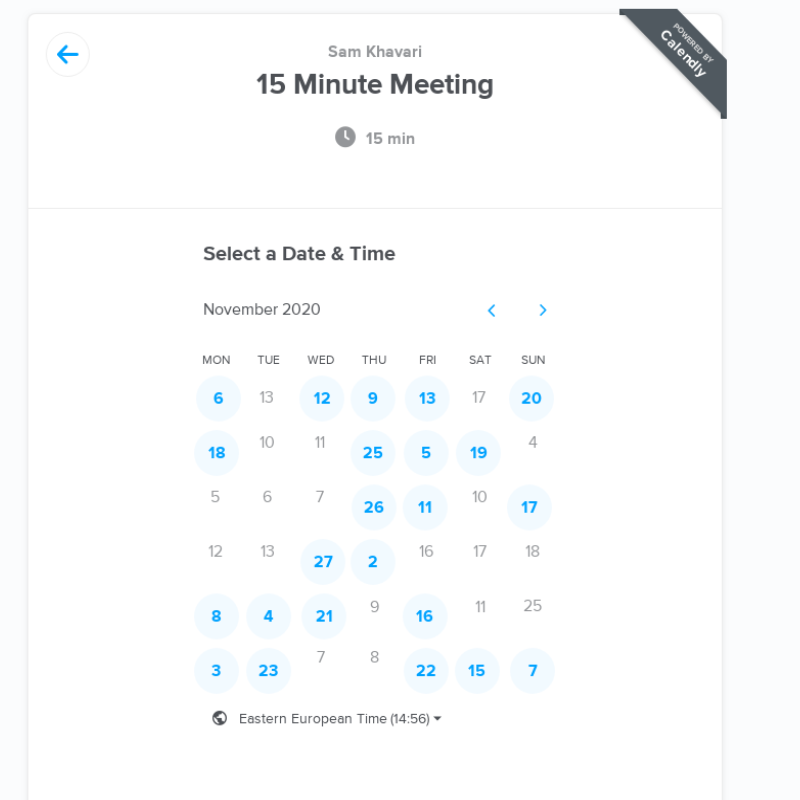 Sam Khavari
POWERED BY
Calendly
15 Minute Meeting
15 min
Select a Date & Time
November 2020
MON TUE WED THU FRI SAT SUN
6 13 12 9 13 17 20
18 10 11 25 5 19 4
5 6 7 26 11 10 17
12 13 27 2 16 17 18
8 4 21 9 16 11 25
3 23 7 8 22 15 7
Eastern European Time (14:56)